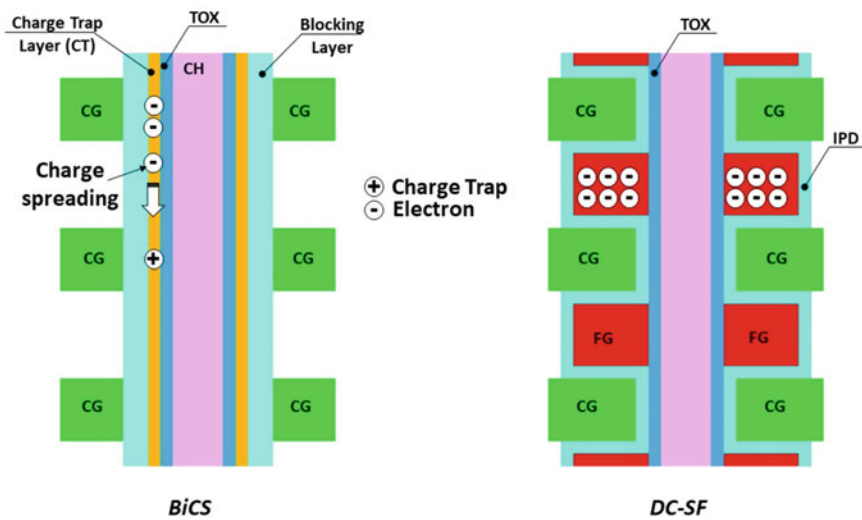 Charge Trap
Layer (CT)
TOX
Blocking
Layer
CH
CG
CG
Charge
spreading
CG
CG
CG
CG
BiCS
+ Charge Trap
- Electron
TOX
IPD
CG
CG
CG
CG
FG
FG
CG
CG
DC-SF